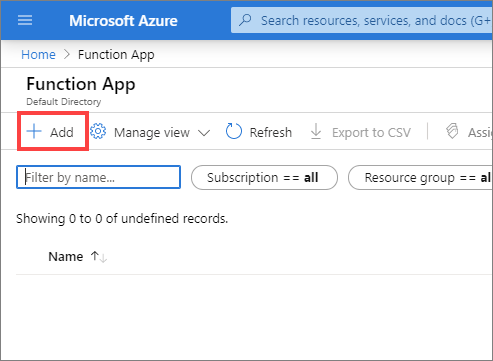 Microsoft Azure
Search resources, services, and docs (G+
Home > Function App
Function App
Default Directory
+ Add Manage view Refresh Export to CSV Assi
Filter by name... Subscription == all Resource group == al
Showing 0 to 0 of undefined records.
Name ↑↓